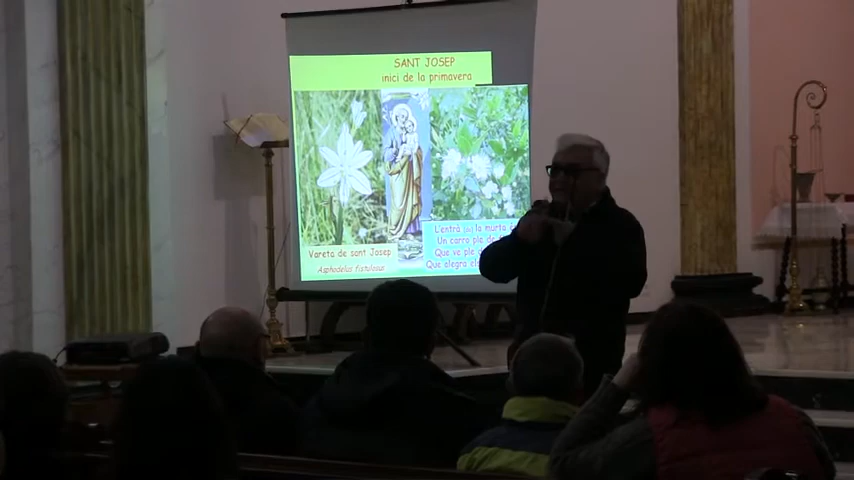 SANT JOSEP
inici de la primavera
Vareta de sant Josep
Asphodelus fistulosus
L'entrà la murta é
Un carro ple de
Que ve ple d
Que alegra el